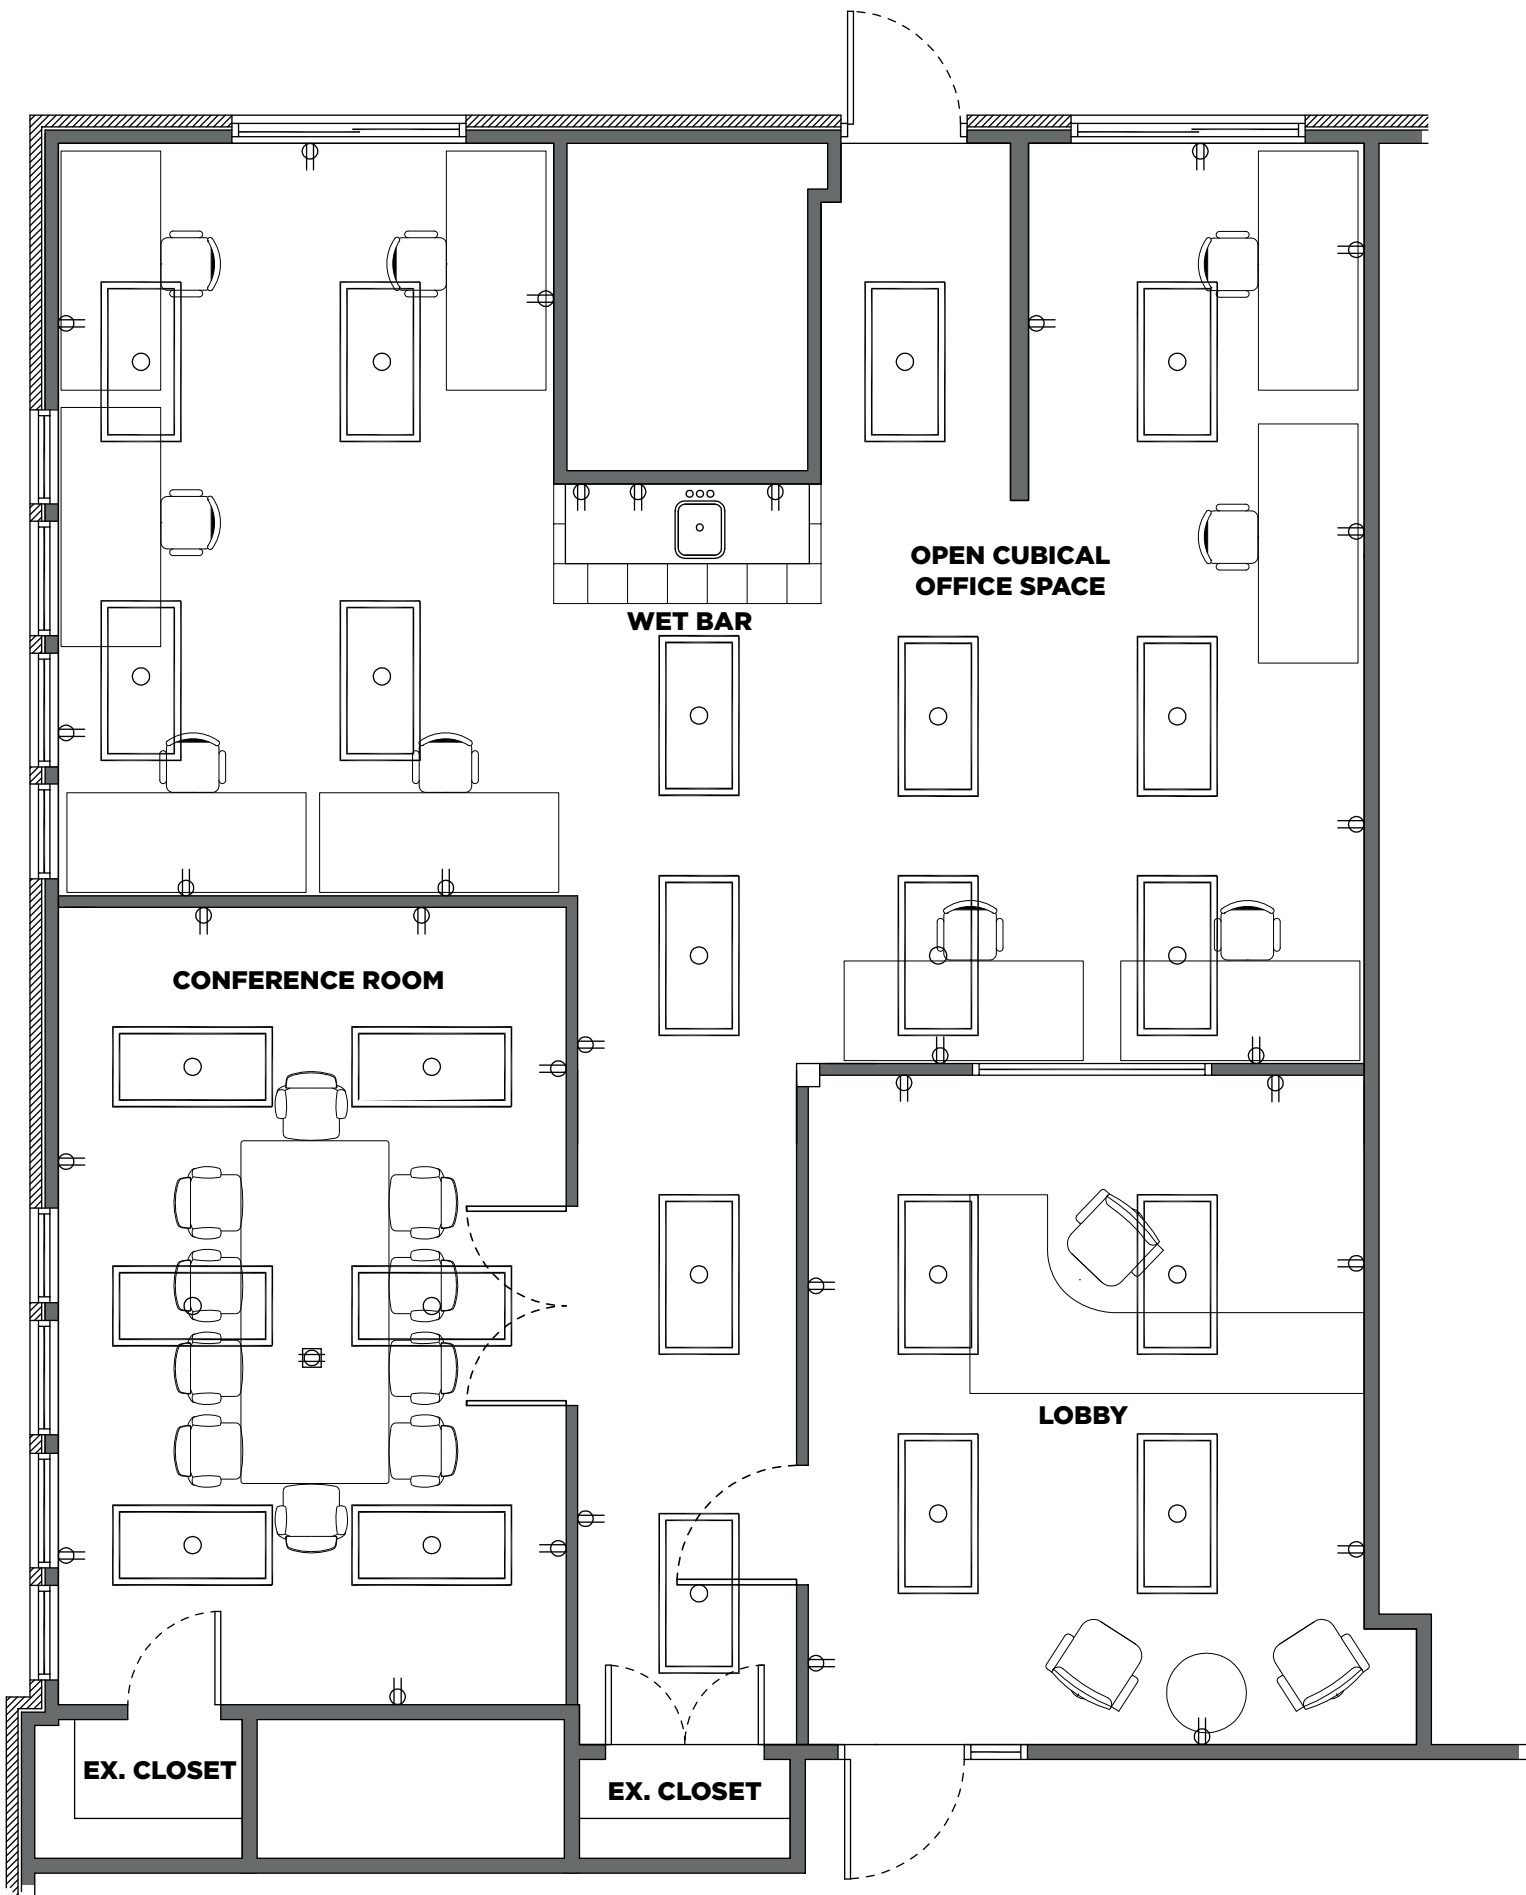 OPEN CUBICAL
OFFICE SPACE
WET BAR
CONFERENCE ROOM
LOBBY
EX. CLOSET
EX. CLOSET